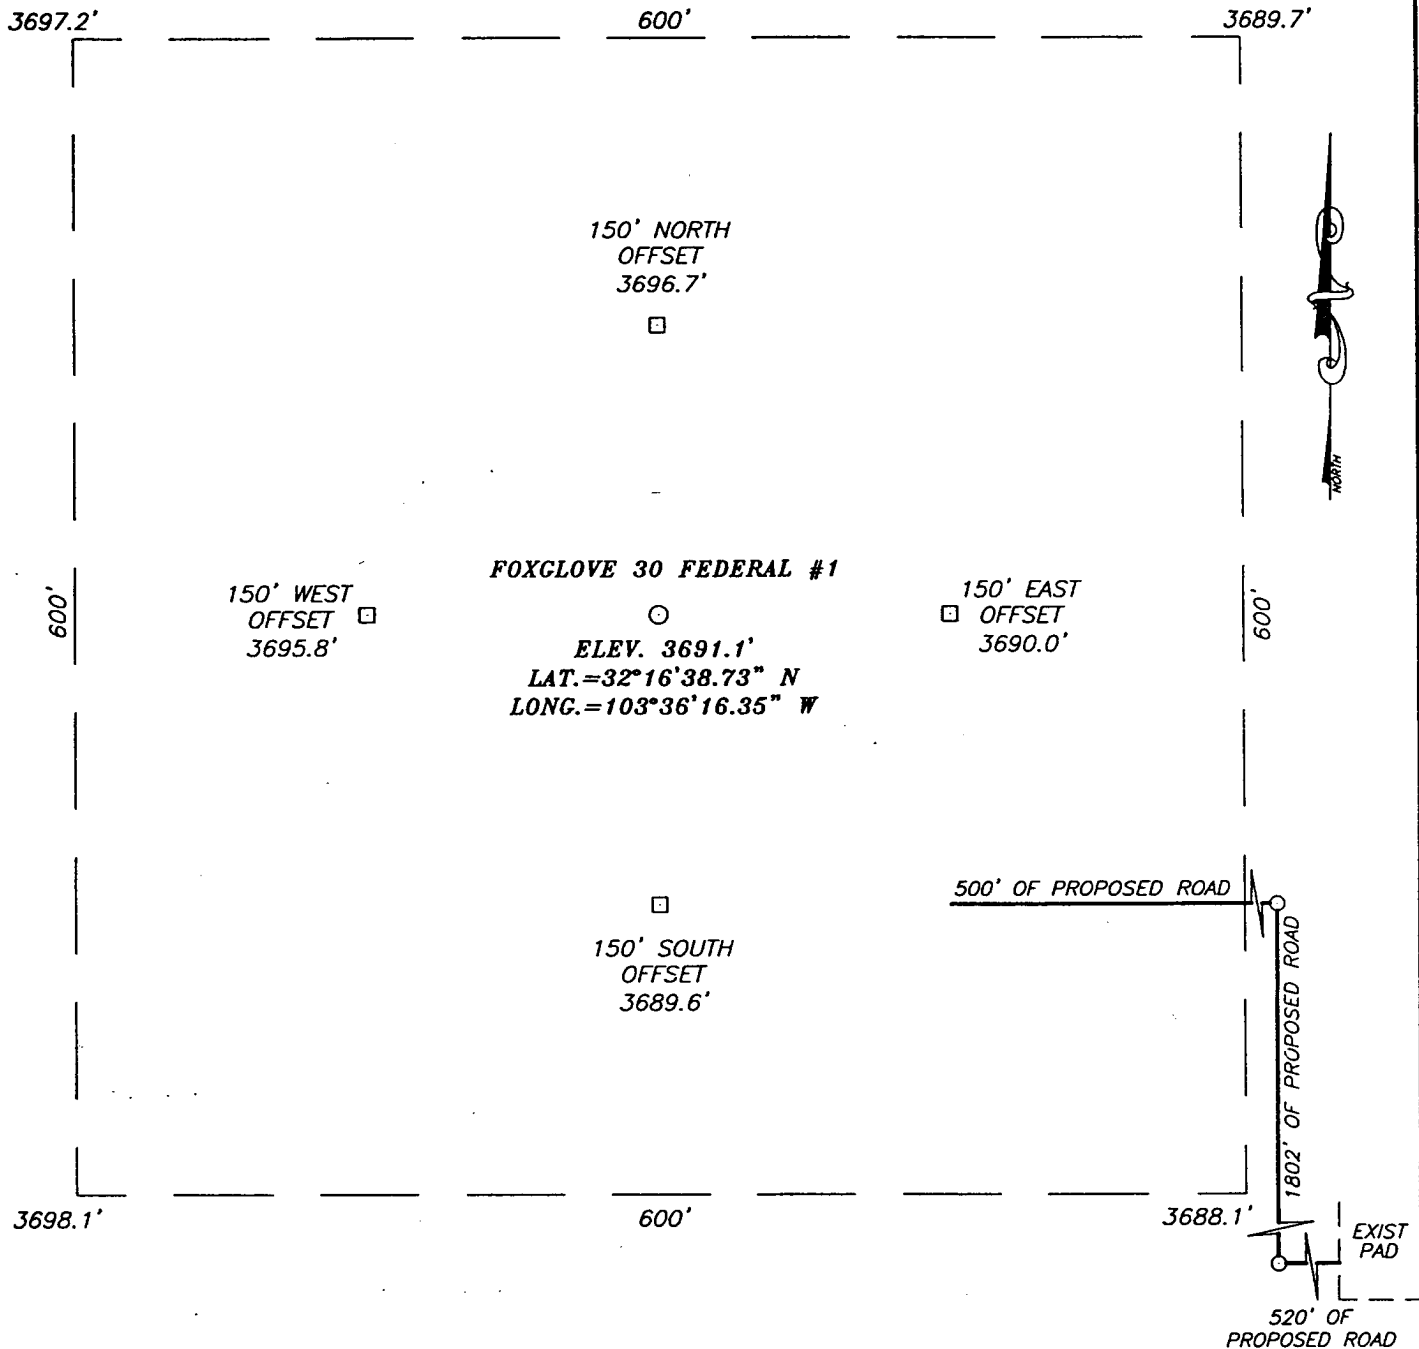 3697.2'
600'
3689.7'
150' NORTH
OFFSET
3696.7'
NORTH
FOXGLOVE 30 FEDERAL #1
600'
150' WEST
OFFSET
3695.8'
150' EAST
OFFSET
3690.0'
600'
ELEV. 3691.1'
LAT.=32°16'38.73" N
LONG.=103°36'16.35" W
500' OF PROPOSED ROAD
150' SOUTH
OFFSET
3689.6'
1802' OF PROPOSED ROAD
3698.1'
600'
3688.1'
EXIST
PAD
520' OF
PROPOSED ROAD